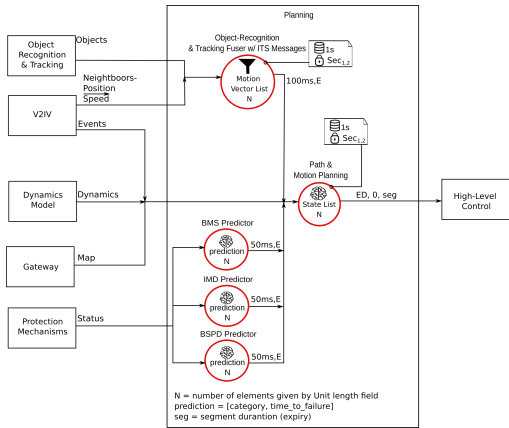 Planning
Object-Recognition
& Tracking Fuser w/ ITS Messages
Object
Recognition
& Tracking
Objects
1s
Sec1,2
Motion
Vector List
N
100ms,E
Neightboors-
Position
Speed
V2IV
Events
1s
Sec1,2
Path &
Motion Planning
State List
N
ED, 0, seg
High-Level
Control
Dynamics
Model
Dynamics
BMS Predictor
prediction
N
50ms,E
Gateway
Map
IMD Predictor
prediction
N
50ms,E
Protection
Mechanisms
Status
BSPD Predictor
prediction
N
50ms,E
N = number of elements given by Unit length field
prediction = [category, time_to_failure]
seg = segment durantion (expiry)